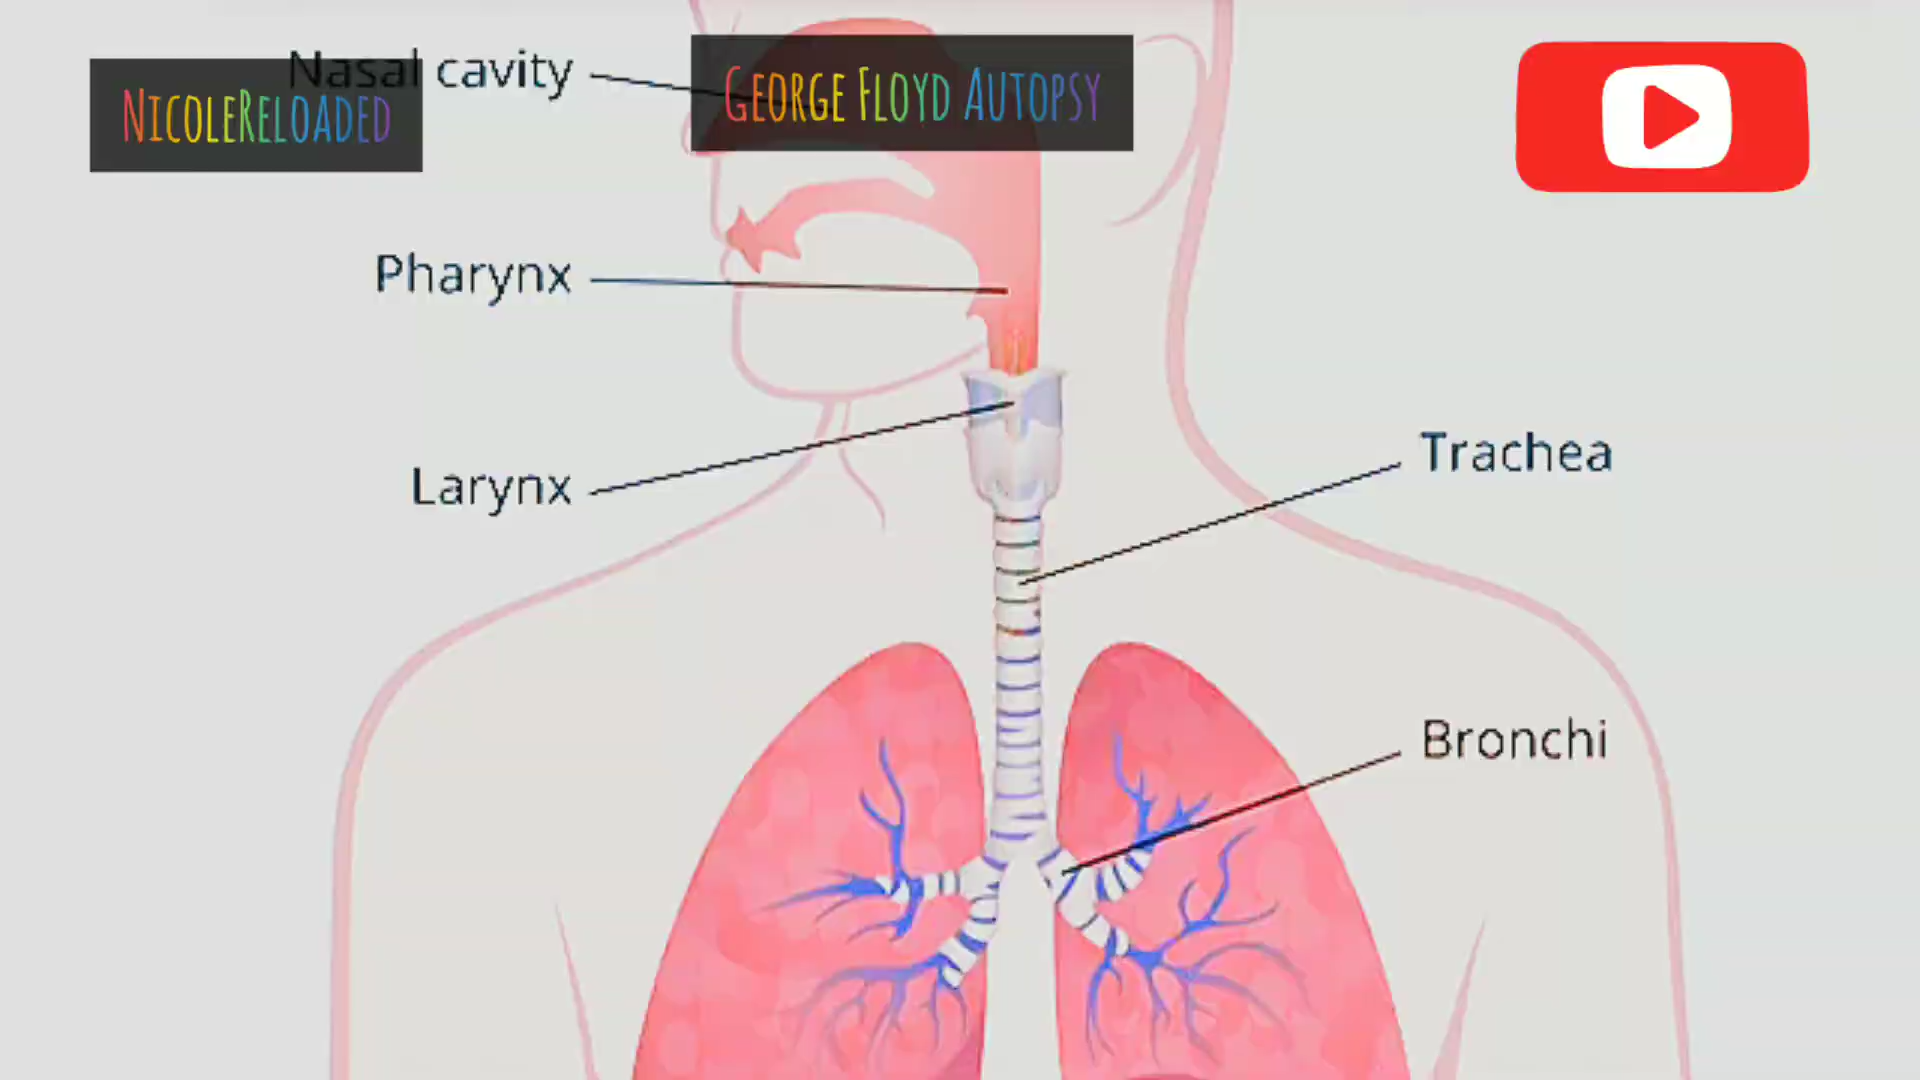 Nasal cavity
NicoleReloaded
George Floyd Autopsy
Pharynx
Larynx
Trachea
Bronchi